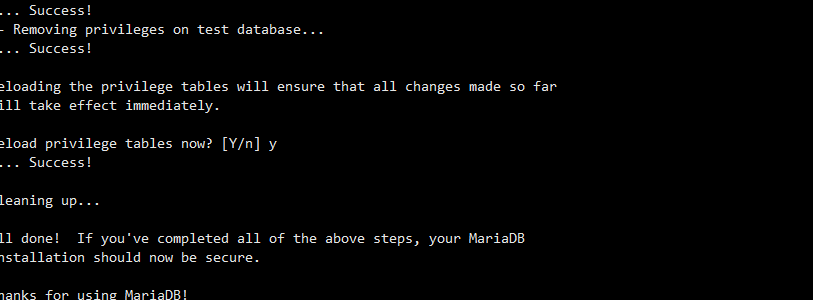 ... Success!
- Removing privileges on test database...
... Success!
eloading the privilege tables will ensure that all changes made so far
ill take effect immediately.
eload privilege tables now? [Y/n] y
... Success!
leaning up...
ll done!  If you've completed all of the above steps, your MariaDB
nstallation should now be secure.
hanks for using MariaDB!